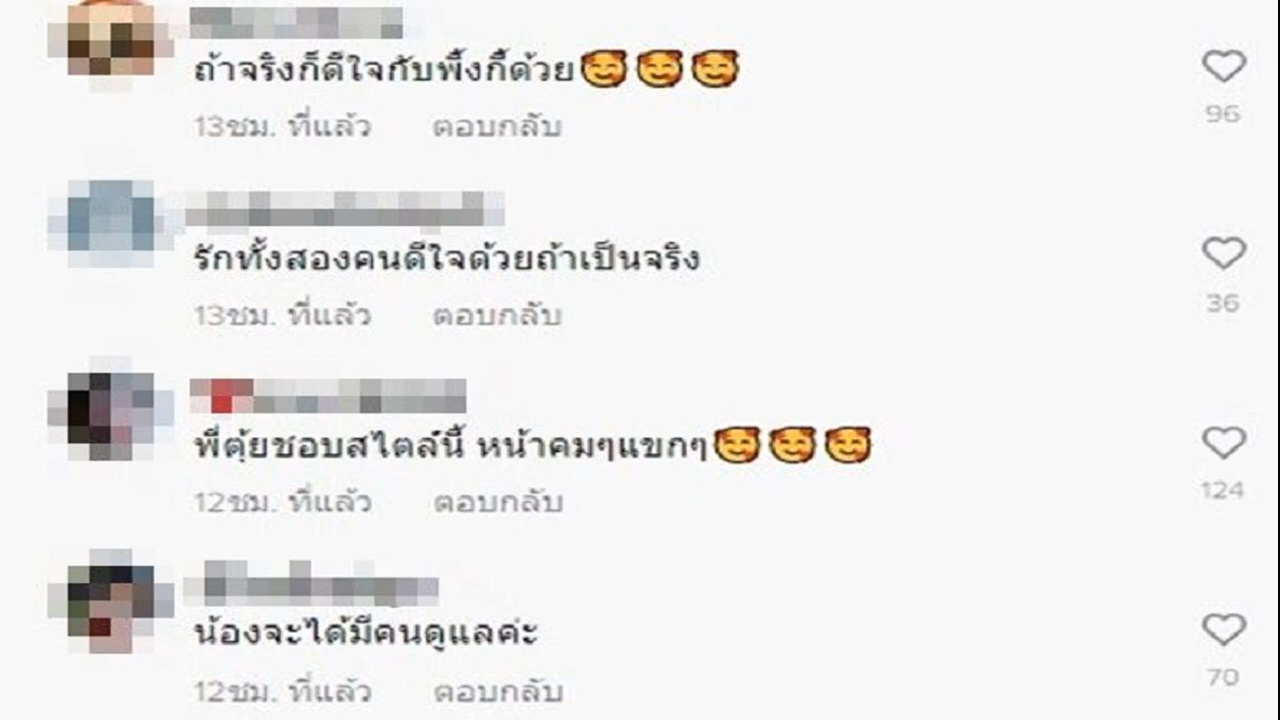 ถ้าจริงก็ดีใจกับพิ้งกี้ด้วย🥰🥰🥰
96
13ชม. ที่แล้ว ตอบกลับ
รักทั้งสองคนดีใจด้วยถ้าเป็นจริง
36
13ชม. ที่แล้ว ตอบกลับ
พี่ตุ้ยชอบสไตล์นี้ หน้าคมๆแขกๆ🥰🥰🥰
124
12ชม. ที่แล้ว ตอบกลับ
น้องจะได้มีคนดูแลค่ะ
70
12ชม. ที่แล้ว ตอบกลับ